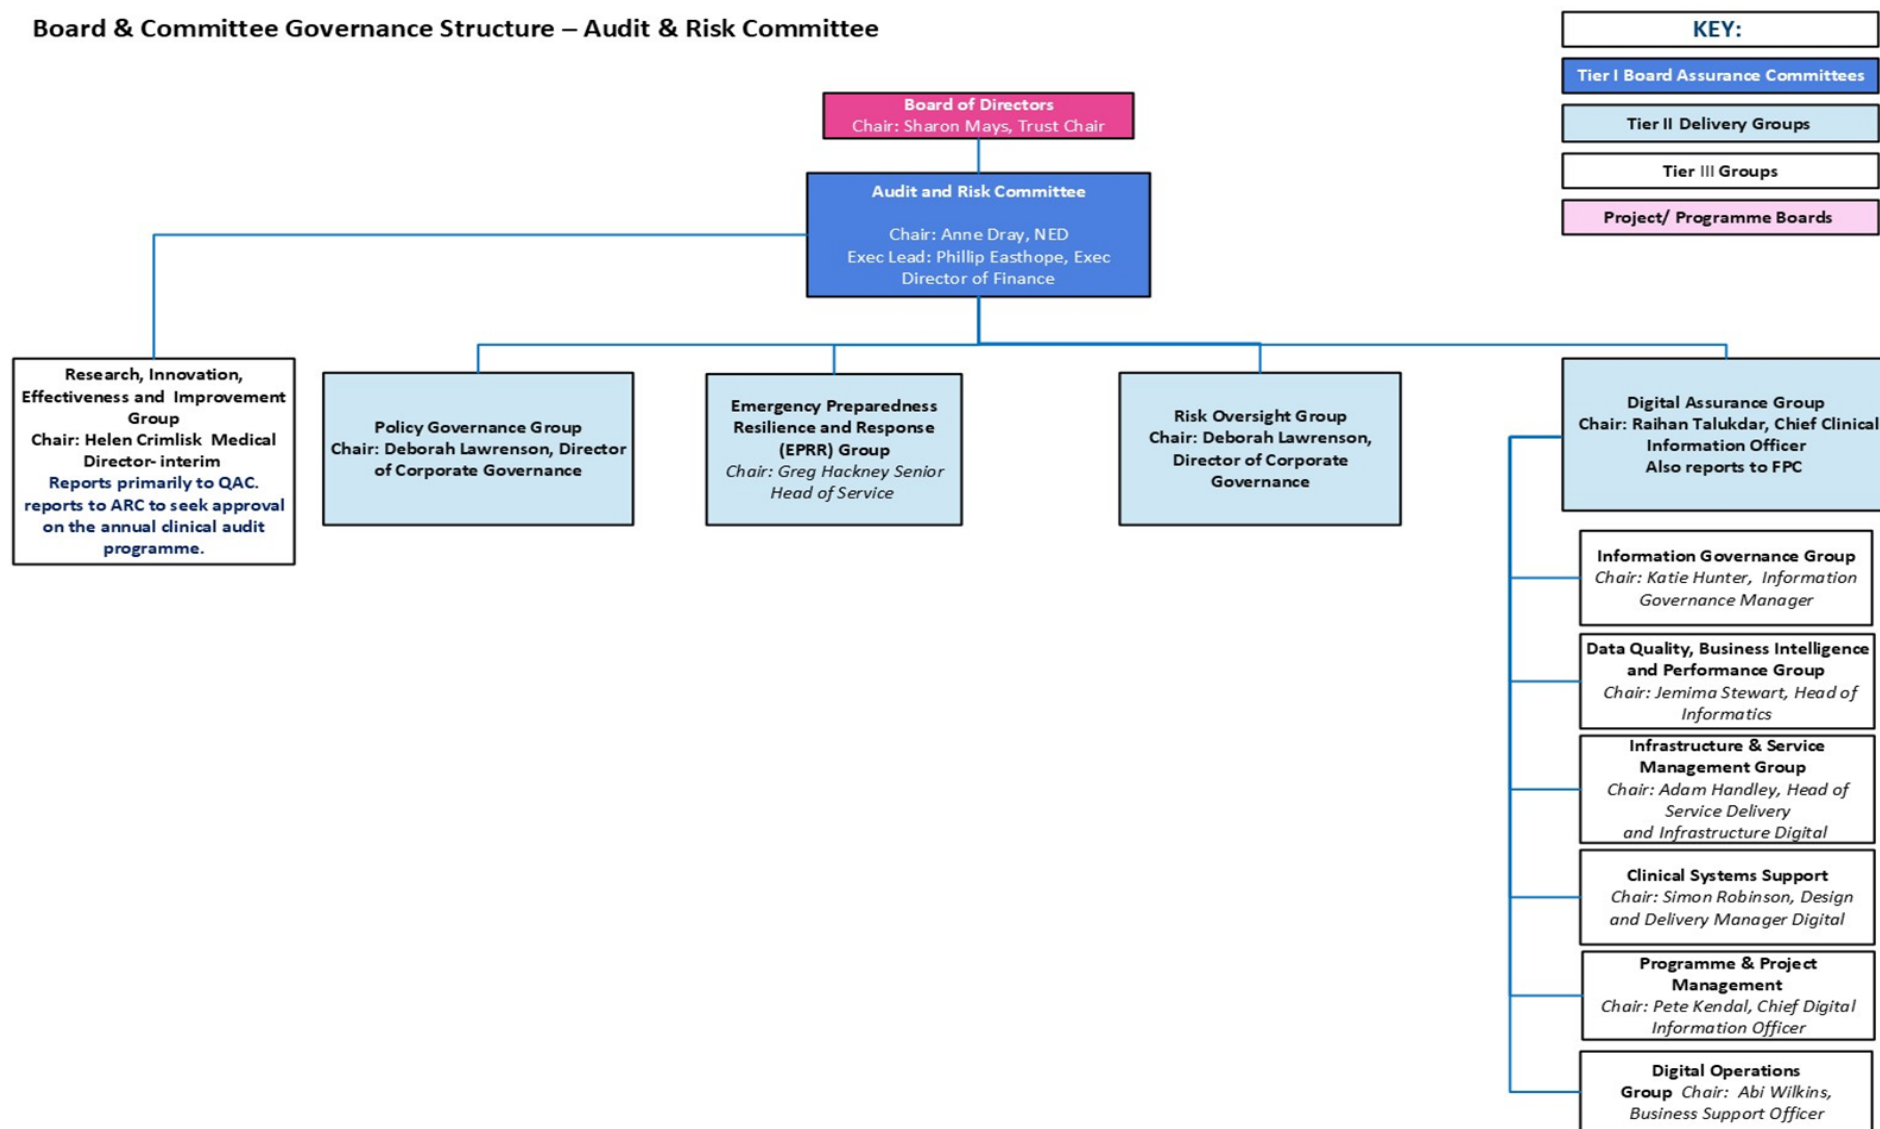 Board & Committee Governance Structure – Audit & Risk Committee
KEY:
Tier I Board Assurance Committees
Tier II Delivery Groups
Tier III Groups
Project/ Programme Boards
Board of Directors
Chair: Sharon Mays, Trust Chair
Audit and Risk Committee
Chair: Anne Dray, NED
Exec Lead: Phillip Easthope, Exec
Director of Finance
Research, Innovation,
Effectiveness and Improvement
Group
Chair: Helen Crimlisk Medical
Director- interim
Reports primarily to QAC.
reports to ARC to seek approval
on the annual clinical audit
programme.
Policy Governance Group
Chair: Deborah Lawrenson, Director
of Corporate Governance
Emergency Preparedness
Resilience and Response
(EPRR) Group
Chair: Greg Hackney Senior
Head of Service
Risk Oversight Group
Chair: Deborah Lawrenson,
Director of Corporate
Governance
Digital Assurance Group
Chair: Raihan Talukdar, Chief Clinical
Information Officer
Also reports to FPC
Information Governance Group
Chair: Katie Hunter, Information
Governance Manager
Data Quality, Business Intelligence
and Performance Group
Chair: Jemima Stewart, Head of
Informatics
Infrastructure & Service
Management Group
Chair: Adam Handley, Head of
Service Delivery
and Infrastructure Digital
Clinical Systems Support
Chair: Simon Robinson, Design
and Delivery Manager Digital
Programme & Project
Management
Chair: Pete Kendal, Chief Digital
Information Officer
Digital Operations
Group Chair: Abi Wilkins,
Business Support Officer